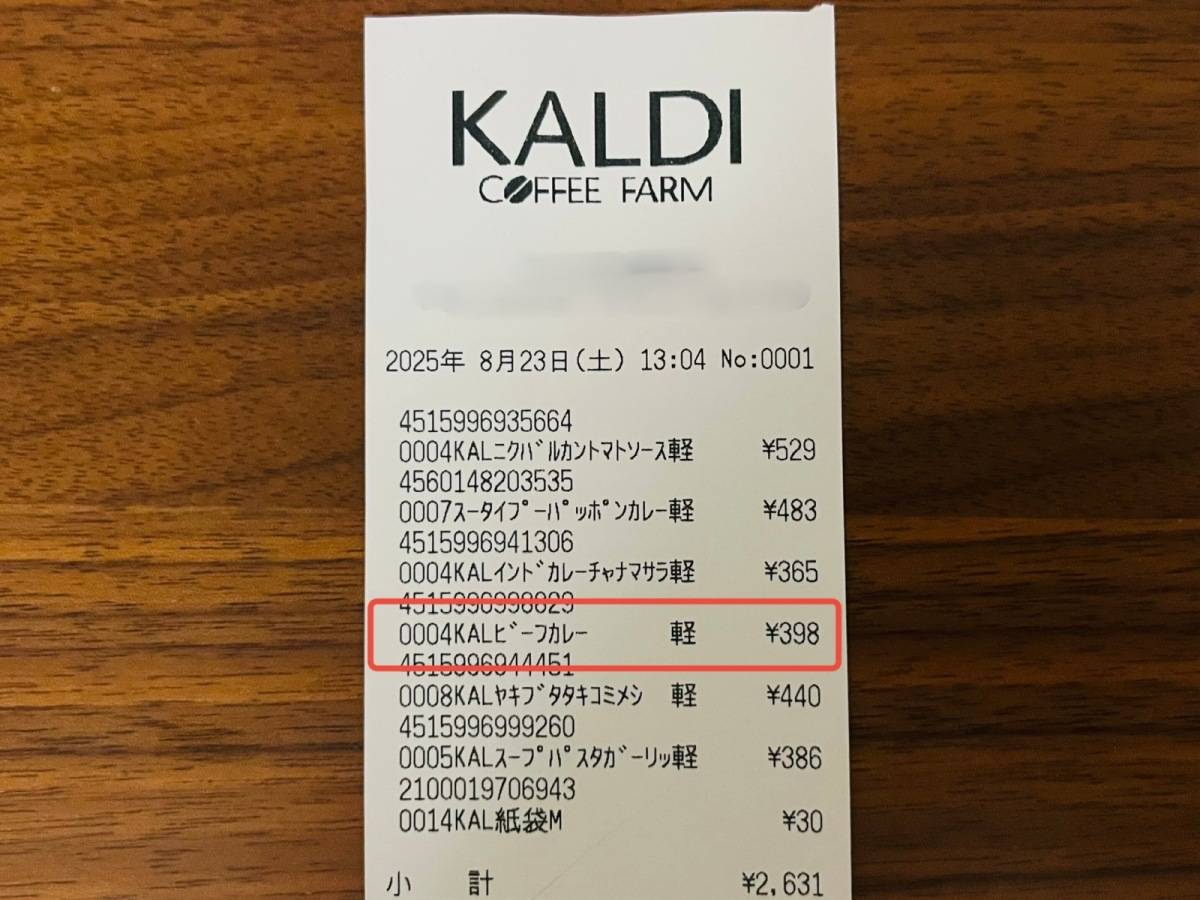 KALDI
COFFEE FARM
2025年 8月23日(土) 13:04 No:0001
4515996935664
0004KALニクバルカントマトソース軽 ¥529
4560148203535
0007スータイプーパッポンカレー軽 ¥483
4515996941306
0004KALインドカレーチャナマサラ軽 ¥365
4515996998829
0004KALビーフカレー 軽 ¥398
4515996944451
0008KALヤキブタタキコミメシ 軽 ¥440
4515996999260
0005KALスープパスタガーリッ軽 ¥386
2100019706943
0014KAL紙袋M ¥30
小 計 ¥2,631